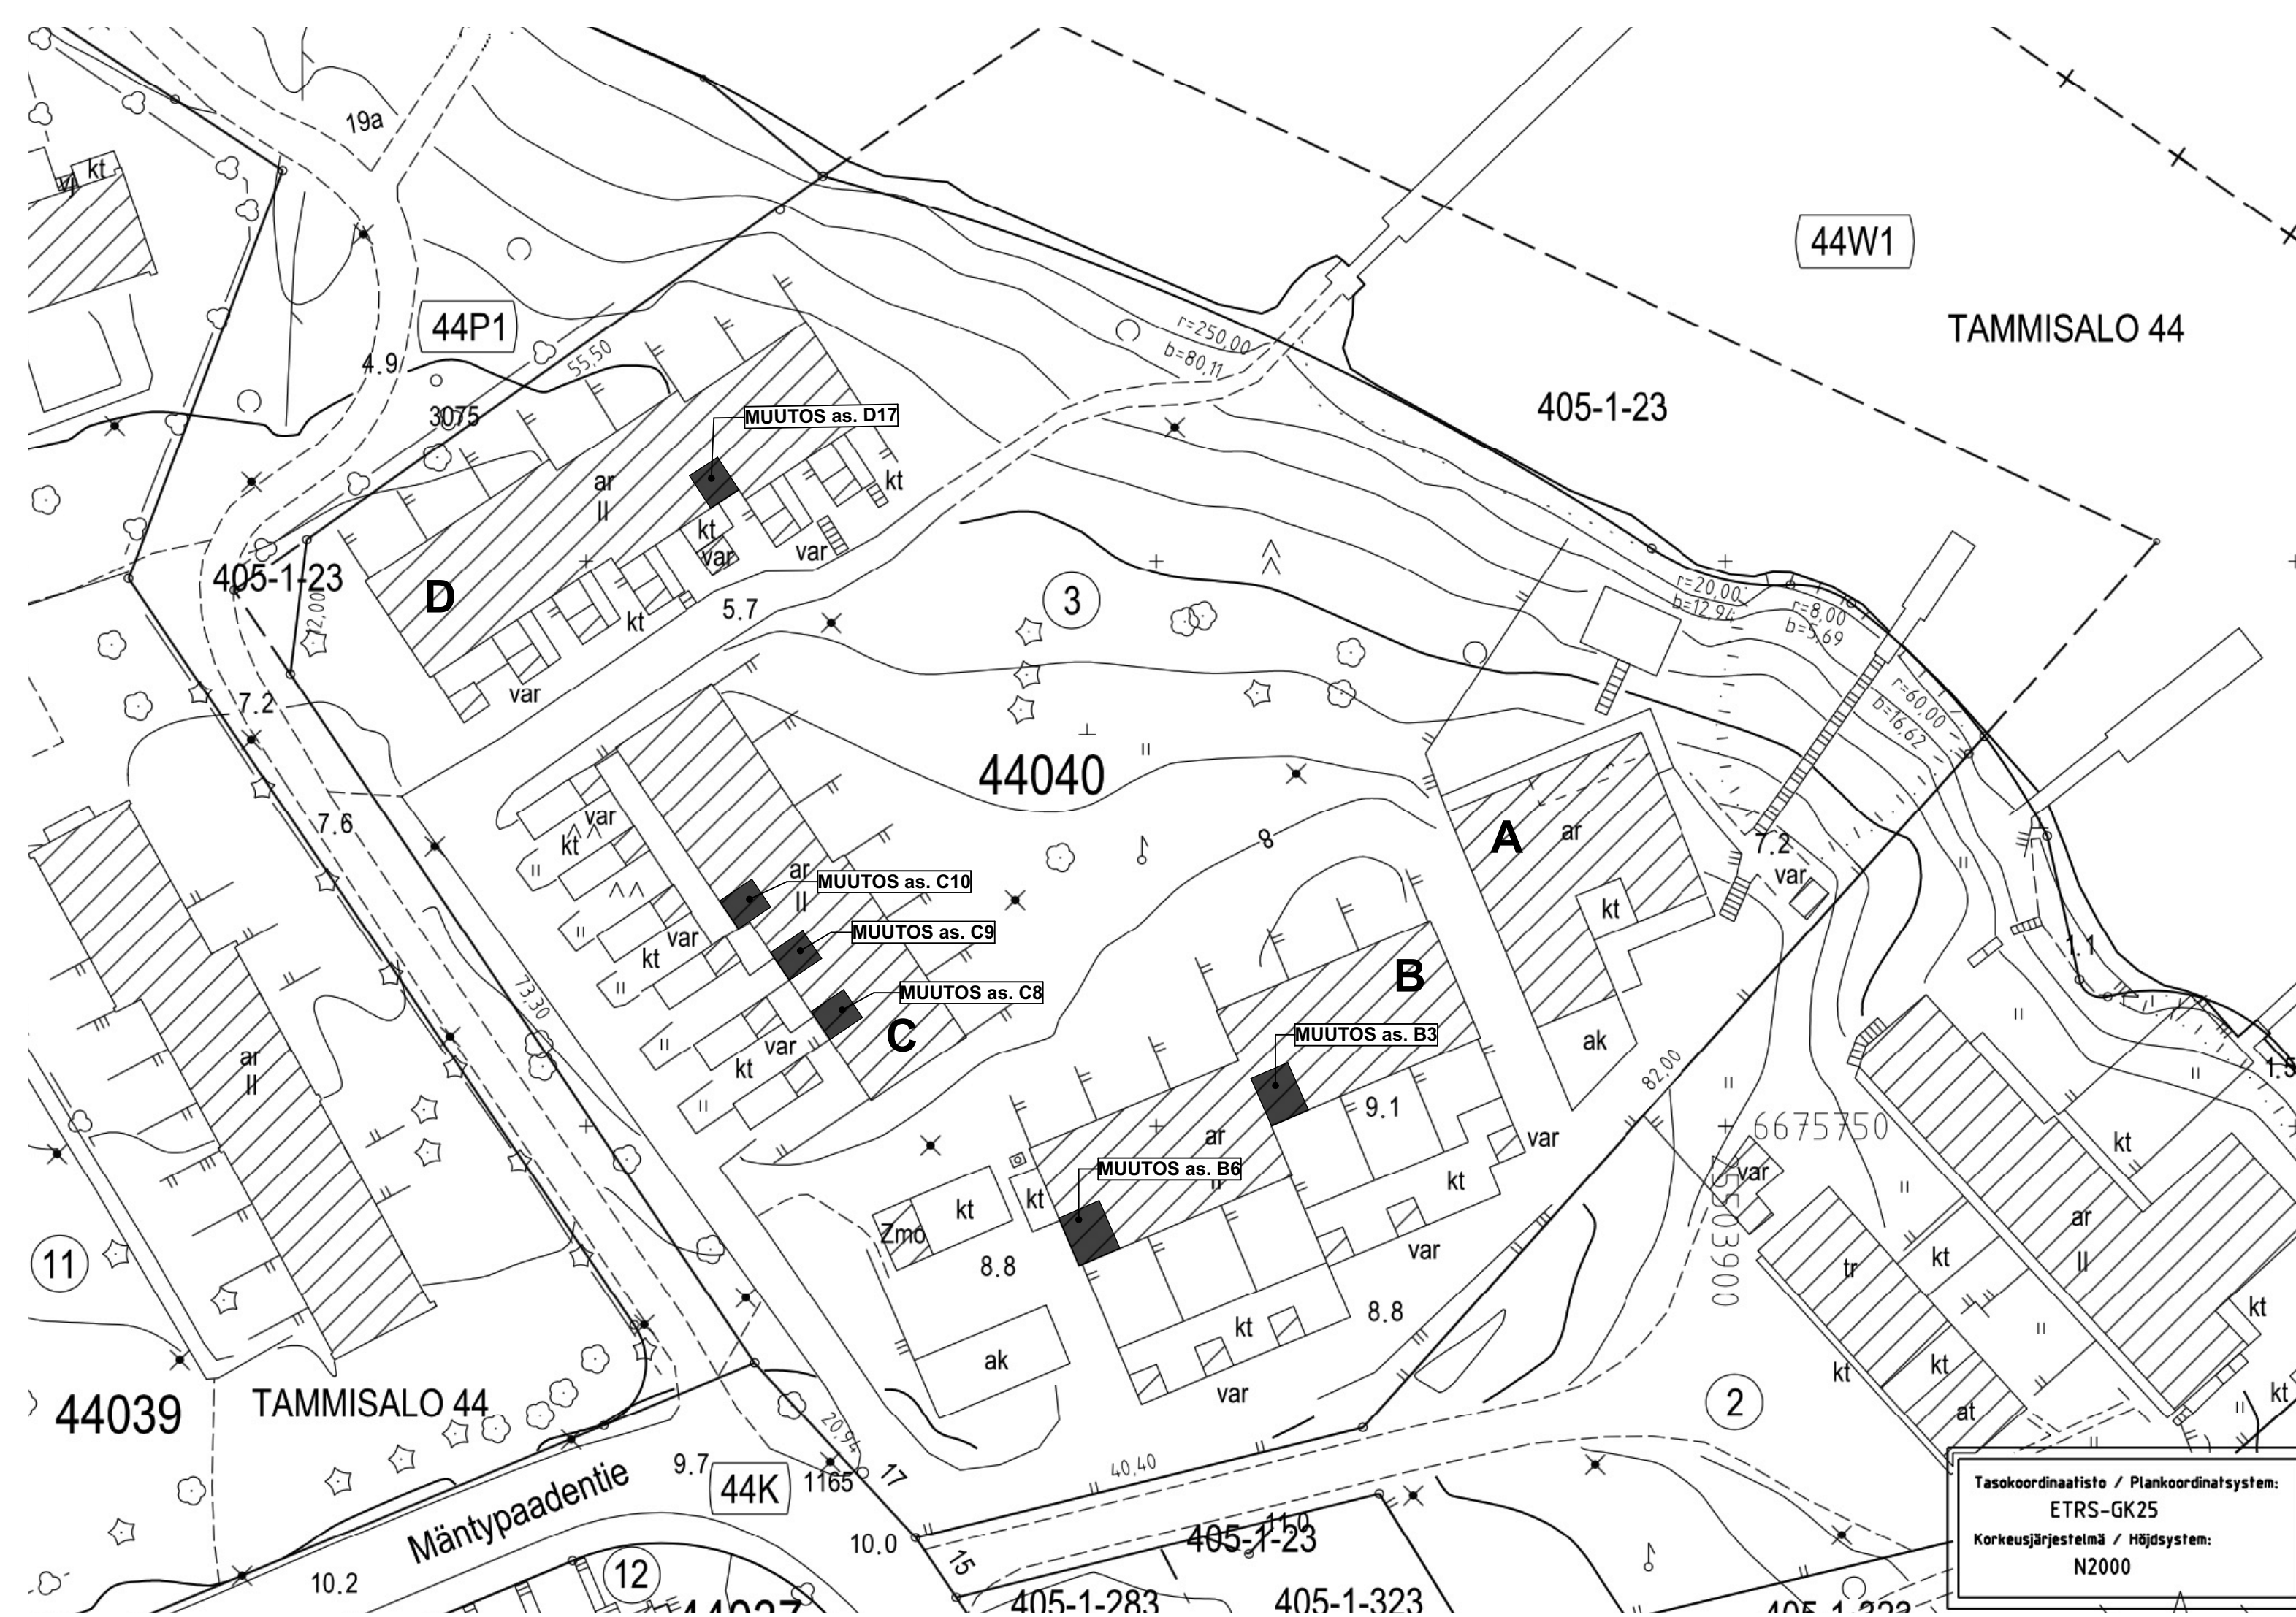 19a
kt
44W1
44P1
TAMMISALO 44
r=250,00
b=80,11
55,50
4.9
405-1-23
3075
MUUTOS as. D17
ar
II
kt
kt
var
var
405-1-23
D
r=20,00
b=12,94
r=8,00
b=5,69
3
5.7
kt
var
7.2
r=60,00
b=16,62
44040
var
kt
7.6
8
A
ar
7.2
var
ar
II
MUUTOS as. C10
kt
MUUTOS as. C9
var
kt
1.1
B
MUUTOS as. C8
73,30
C
MUUTOS as. B3
ak
var
kt
ar
II
82,00
1.5
9.1
6675750
25503900
ar
II
var
kt
var
MUUTOS as. B6
kt
kt
kt
Zmo
var
ar
II
tr
kt
11
8.8
8.8
kt
kt
ak
kt
kt
kt
var
at
2
44039
TAMMISALO 44
20,94
9.7
44K
1165
17
40,40
Mäntypaadentie
10.0
11.0
405-1-23
15
10.2
12
44037
405-1-283
405-1-323
Tasokoordinaatisto / Plankoordinatsystem:
ETRS-GK25
Korkeusjärjestelmä / Höjdsystem:
N2000